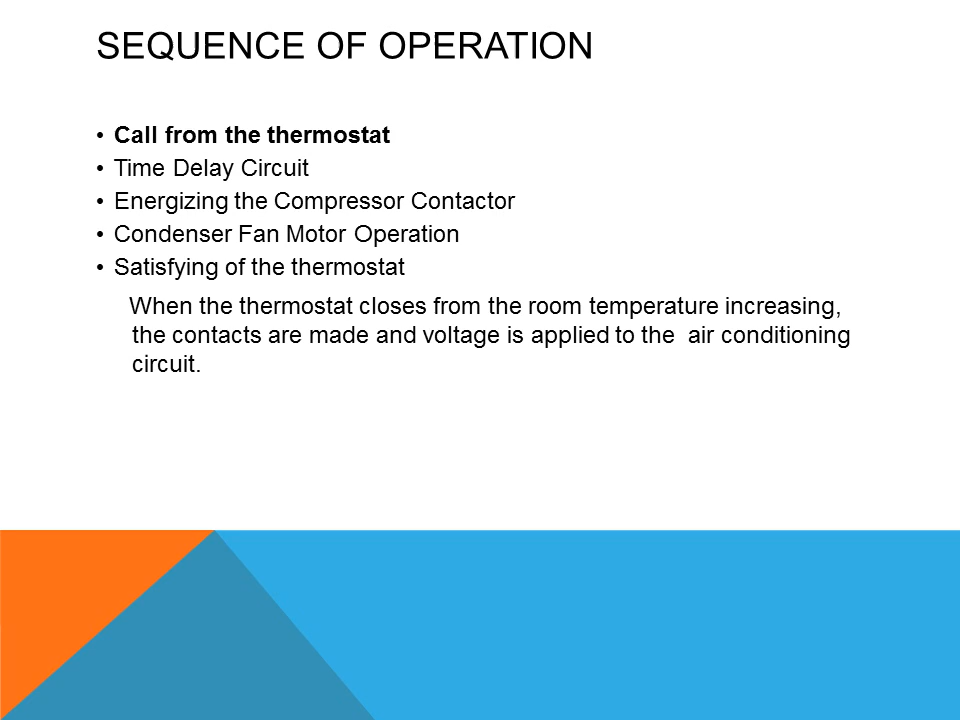 SEQUENCE OF OPERATION
• Call from the thermostat
• Time Delay Circuit
• Energizing the Compressor Contactor
• Condenser Fan Motor Operation
• Satisfying of the thermostat
When the thermostat closes from the room temperature increasing,
the contacts are made and voltage is applied to the  air conditioning
circuit.